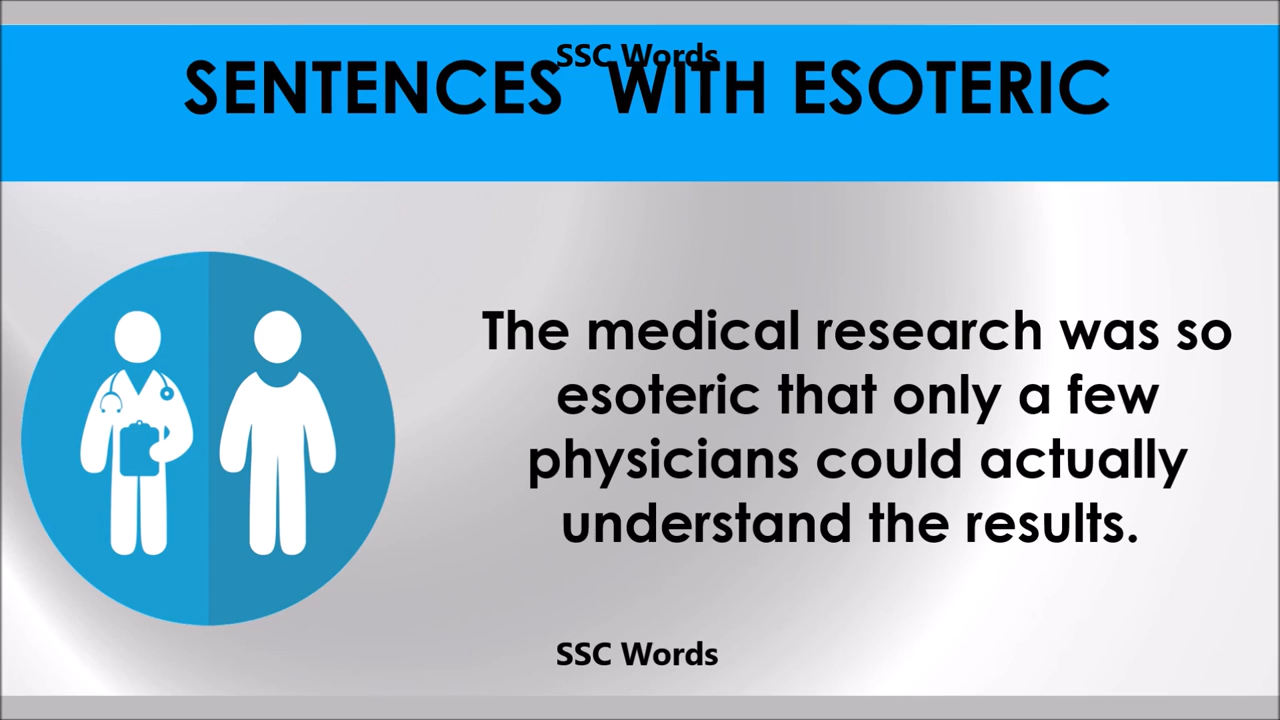 SSC Words
SENTENCES WITH ESOTERIC
The medical research was so
esoteric that only a few
physicians could actually
understand the results.
SSC Words